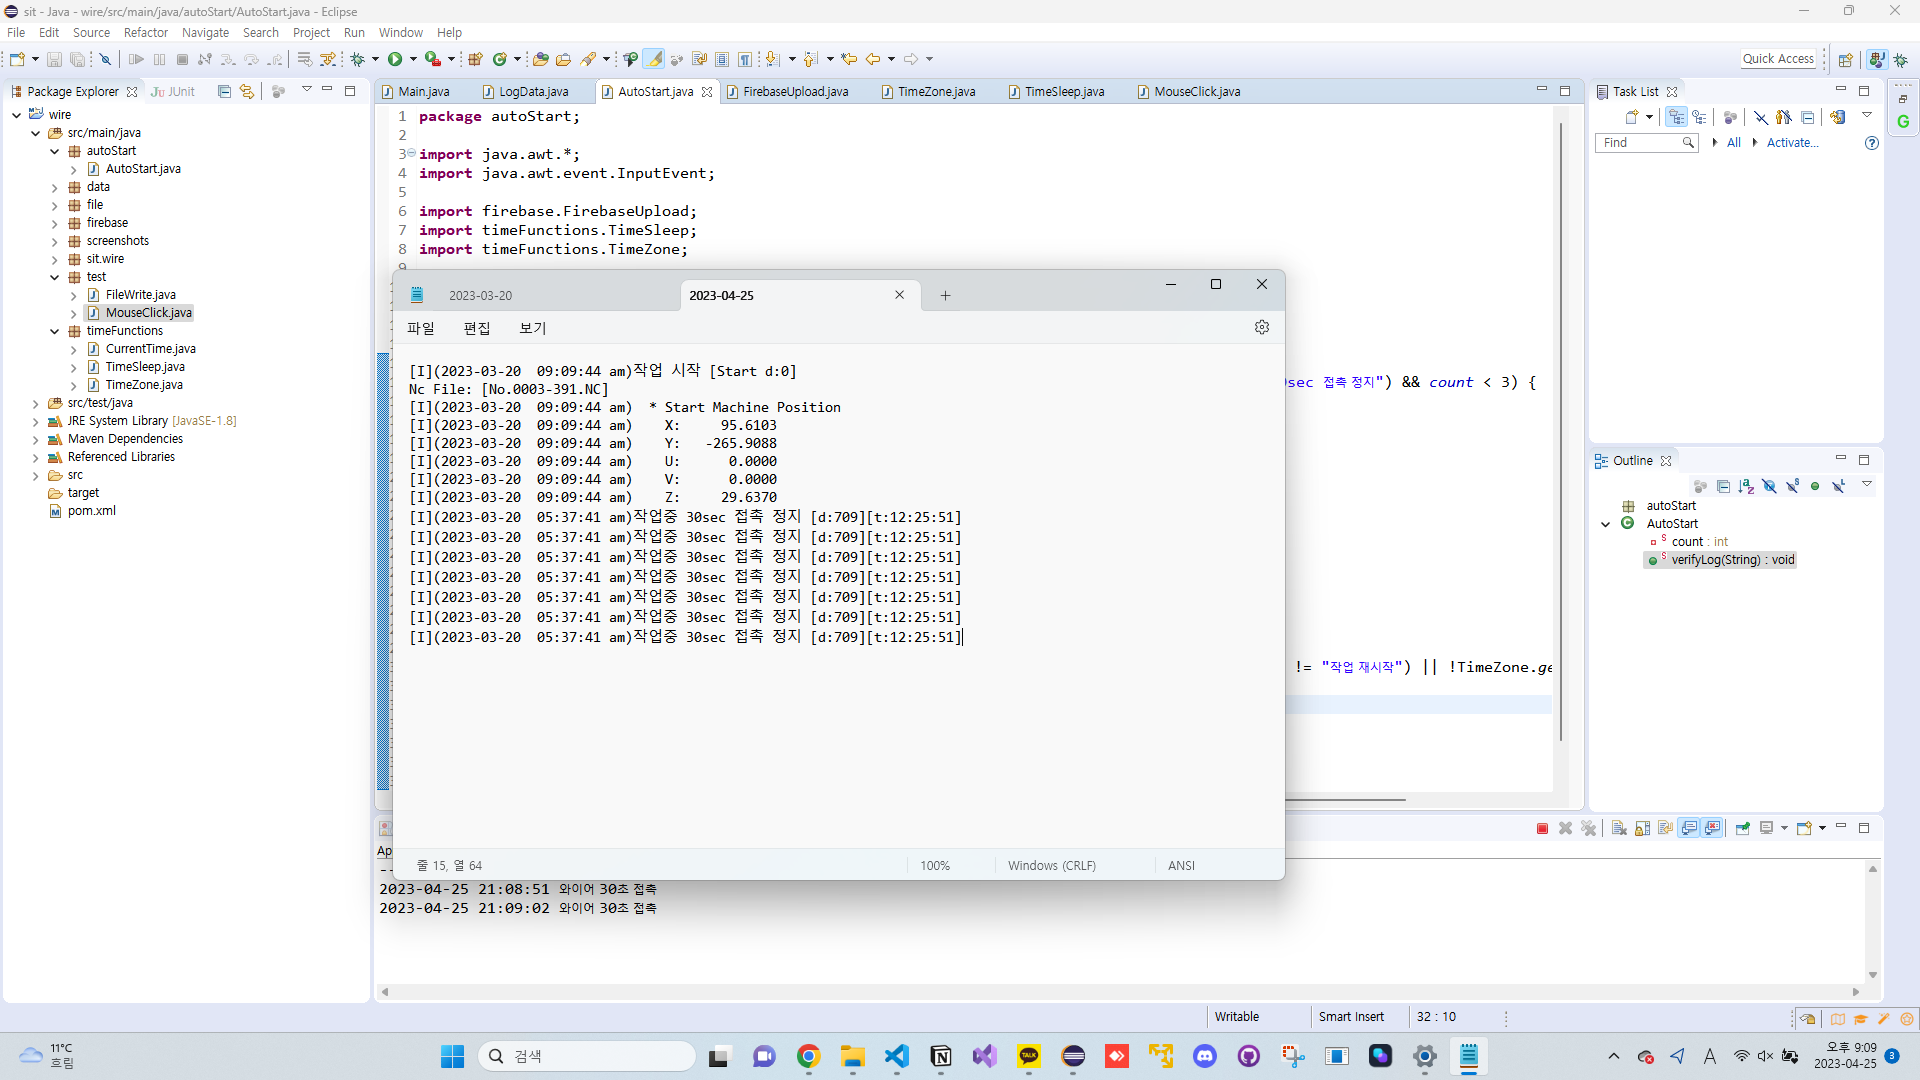 sit - Java - wire/src/main/java/autoStart/AutoStart.java - Eclipse
File Edit Source Refactor Navigate Search Project Run Window Help
Quick Access
Package Explorer JUnit
wire
src/main/java
autoStart
AutoStart.java
data
file
firebase
screenshots
sit.wire
test
FileWrite.java
MouseClick.java
timeFunctions
CurrentTime.java
TimeSleep.java
TimeZone.java
src/test/java
JRE System Library [JavaSE-1.8]
Maven Dependencies
Referenced Libraries
src
target
pom.xml
Main.java LogData.java AutoStart.java FirebaseUpload.java TimeZone.java TimeSleep.java MouseClick.java
1 package autoStart;
2
3 import java.awt.*;
4 import java.awt.event.InputEvent;
5
6 import firebase.FirebaseUpload;
7 import timeFunctions.TimeSleep;
8 import timeFunctions.TimeZone;
sec 접촉 정지") && count < 3) {
!= "작업 재시작") || !TimeZone.ge
2023-03-20
2023-04-25
파일 편집 보기
[I](2023-03-20  09:09:44 am)작업 시작 [Start d:0]
Nc File: [No.0003-391.NC]
[I](2023-03-20  09:09:44 am)  * Start Machine Position
[I](2023-03-20  09:09:44 am)    X:     95.6103
[I](2023-03-20  09:09:44 am)    Y:   -265.9088
[I](2023-03-20  09:09:44 am)    U:      0.0000
[I](2023-03-20  09:09:44 am)    V:      0.0000
[I](2023-03-20  09:09:44 am)    Z:     29.6370
[I](2023-03-20  05:37:41 am)작업중 30sec 접촉 정지 [d:709][t:12:25:51]
[I](2023-03-20  05:37:41 am)작업중 30sec 접촉 정지 [d:709][t:12:25:51]
[I](2023-03-20  05:37:41 am)작업중 30sec 접촉 정지 [d:709][t:12:25:51]
[I](2023-03-20  05:37:41 am)작업중 30sec 접촉 정지 [d:709][t:12:25:51]
[I](2023-03-20  05:37:41 am)작업중 30sec 접촉 정지 [d:709][t:12:25:51]
[I](2023-03-20  05:37:41 am)작업중 30sec 접촉 정지 [d:709][t:12:25:51]
[I](2023-03-20  05:37:41 am)작업중 30sec 접촉 정지 [d:709][t:12:25:51]
줄 15, 열 64
100%
Windows (CRLF)
ANSI
2023-04-25 21:08:51 와이어 30초 접촉
2023-04-25 21:09:02 와이어 30초 접촉
Task List
Find
All
Activate...
Outline
autoStart
AutoStart
count : int
verifyLog(String) : void
Writable
Smart Insert
32 : 10
11°C
흐림
검색
TALK
A
오후 9:09
2023-04-25
3